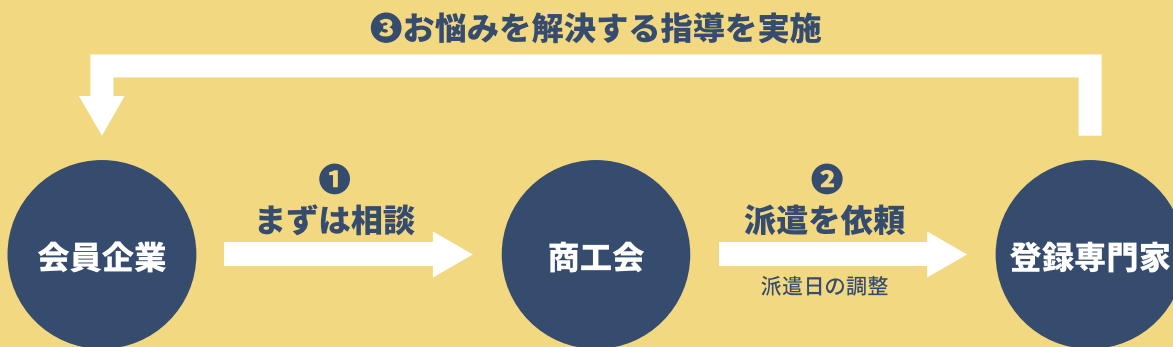 ❸お悩みを解決する指導を実施
❶
まずは相談
❷
派遣を依頼
会員企業
商工会
登録専門家
派遣日の調整